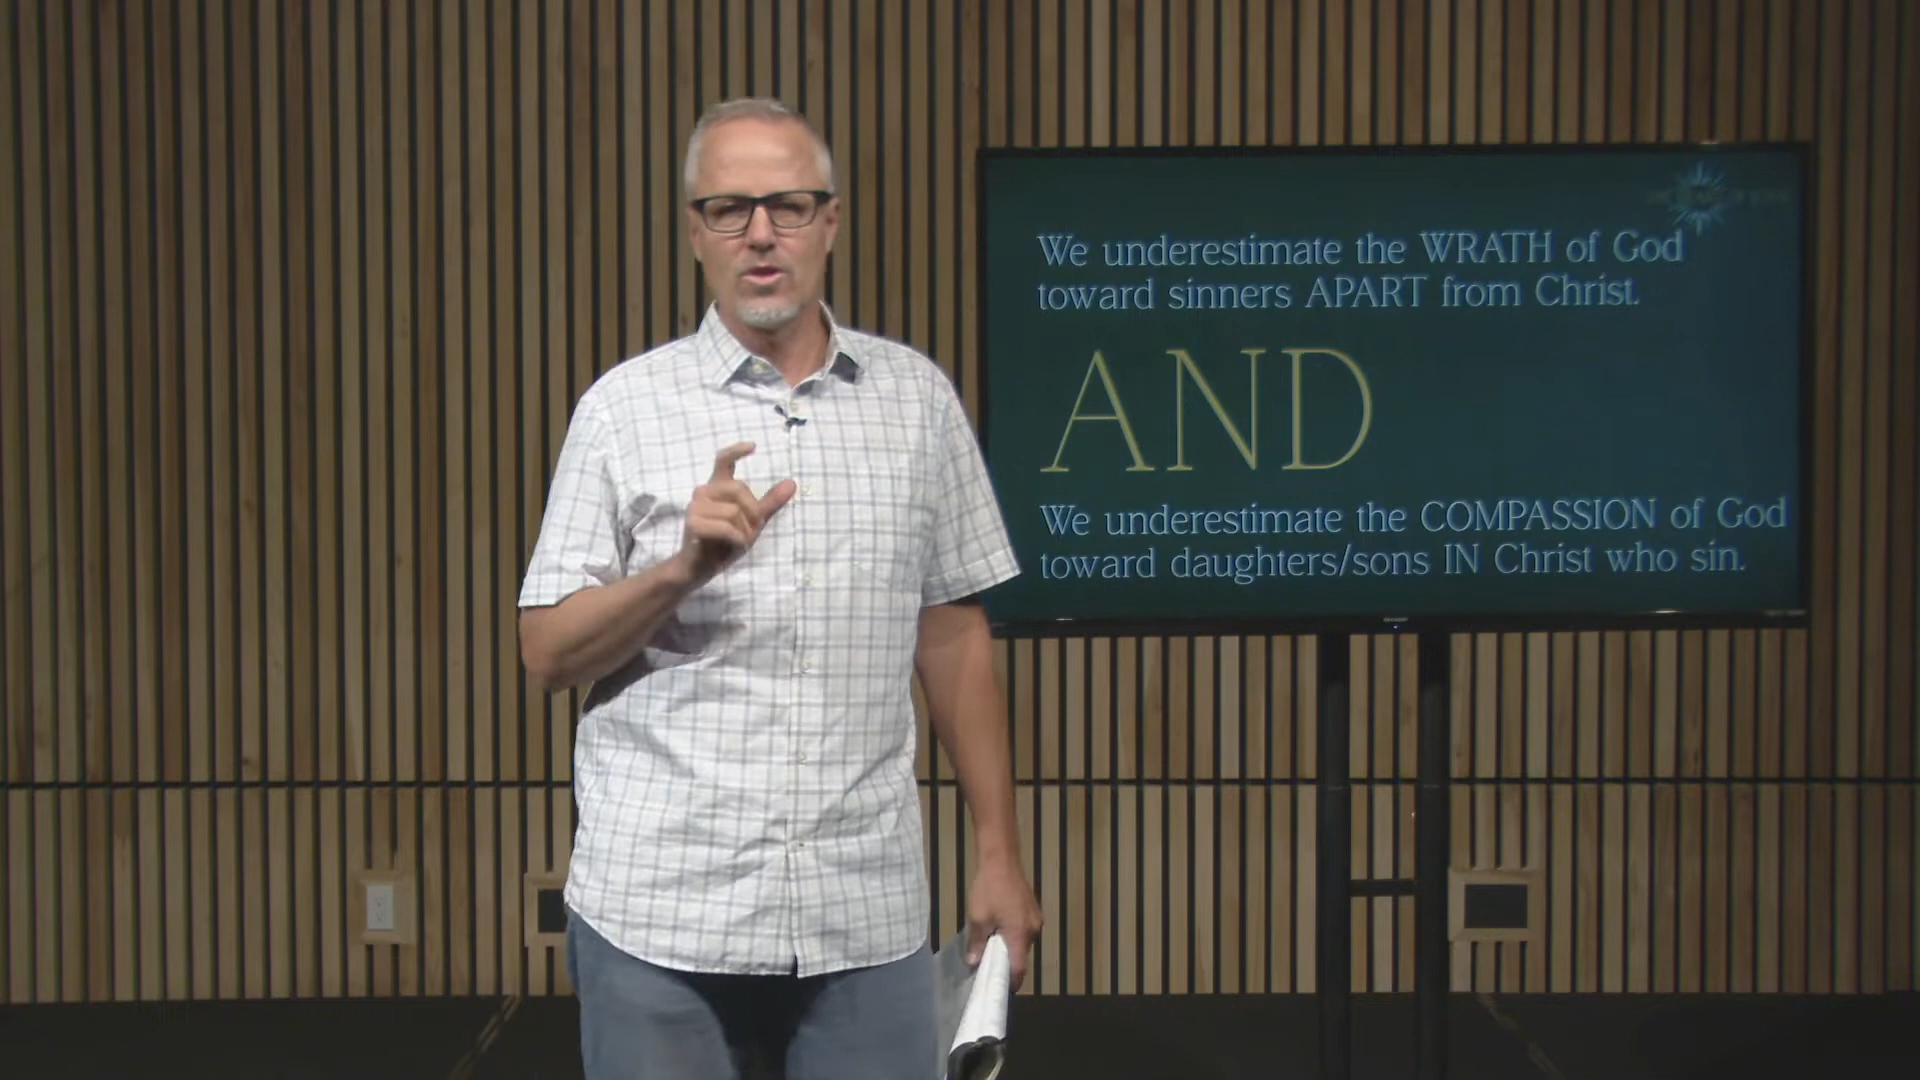 We underestimate the WRATH of God
toward sinners APART from Christ.
AND
We underestimate the COMPASSION of God
toward daughters/sons IN Christ who sin.